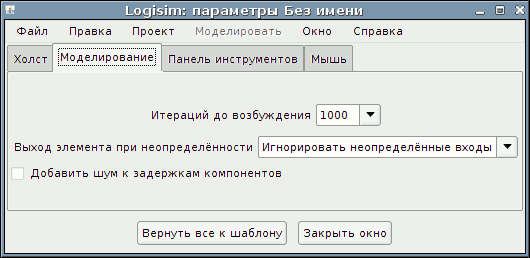 Logisim: параметры Без имени
Файл Правка Проект Моделировать Окно Справка
Холст Моделирование Панель инструментов Мышь
Итераций до возбуждения 1000
Выход элемента при неопределённости Игнорировать неопределённые входы
Добавить шум к задержкам компонентов
Вернуть все к шаблону Закрыть окно